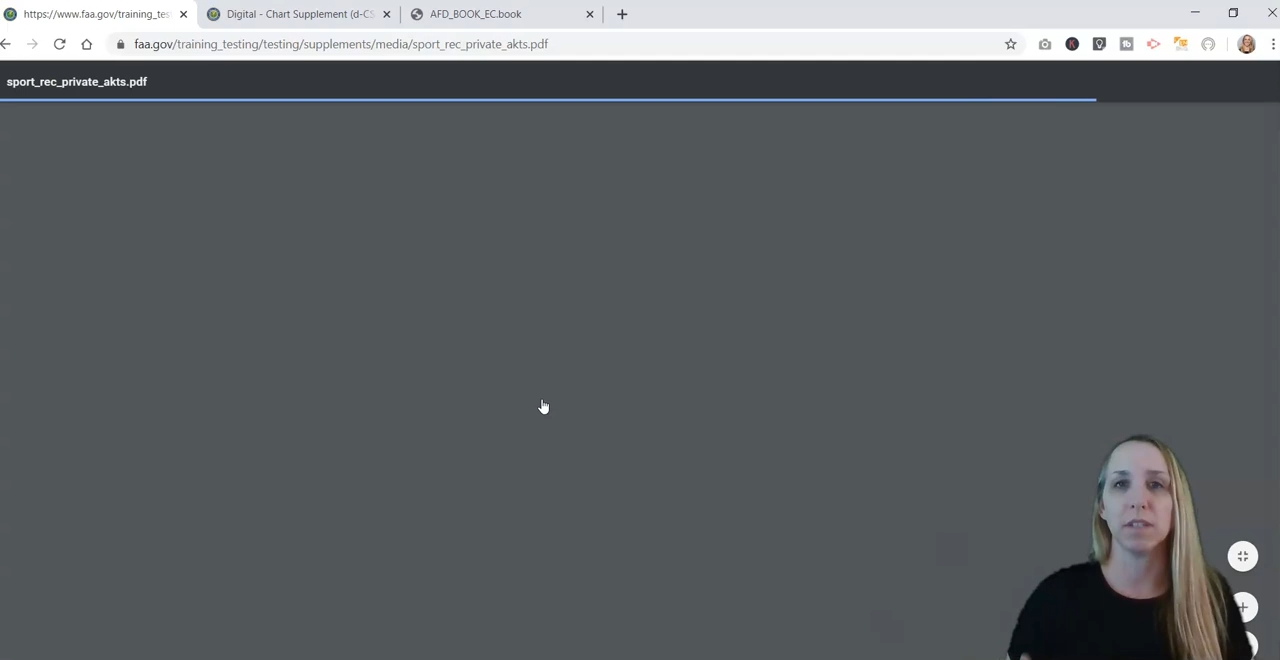 https://www.faa.gov/training_tes
Digital - Chart Supplement (d-CS
AFD_BOOK_EC.book
faa.gov/training_testing/testing/supplements/media/sport_rec_private_akts.pdf
sport_rec_private_akts.pdf